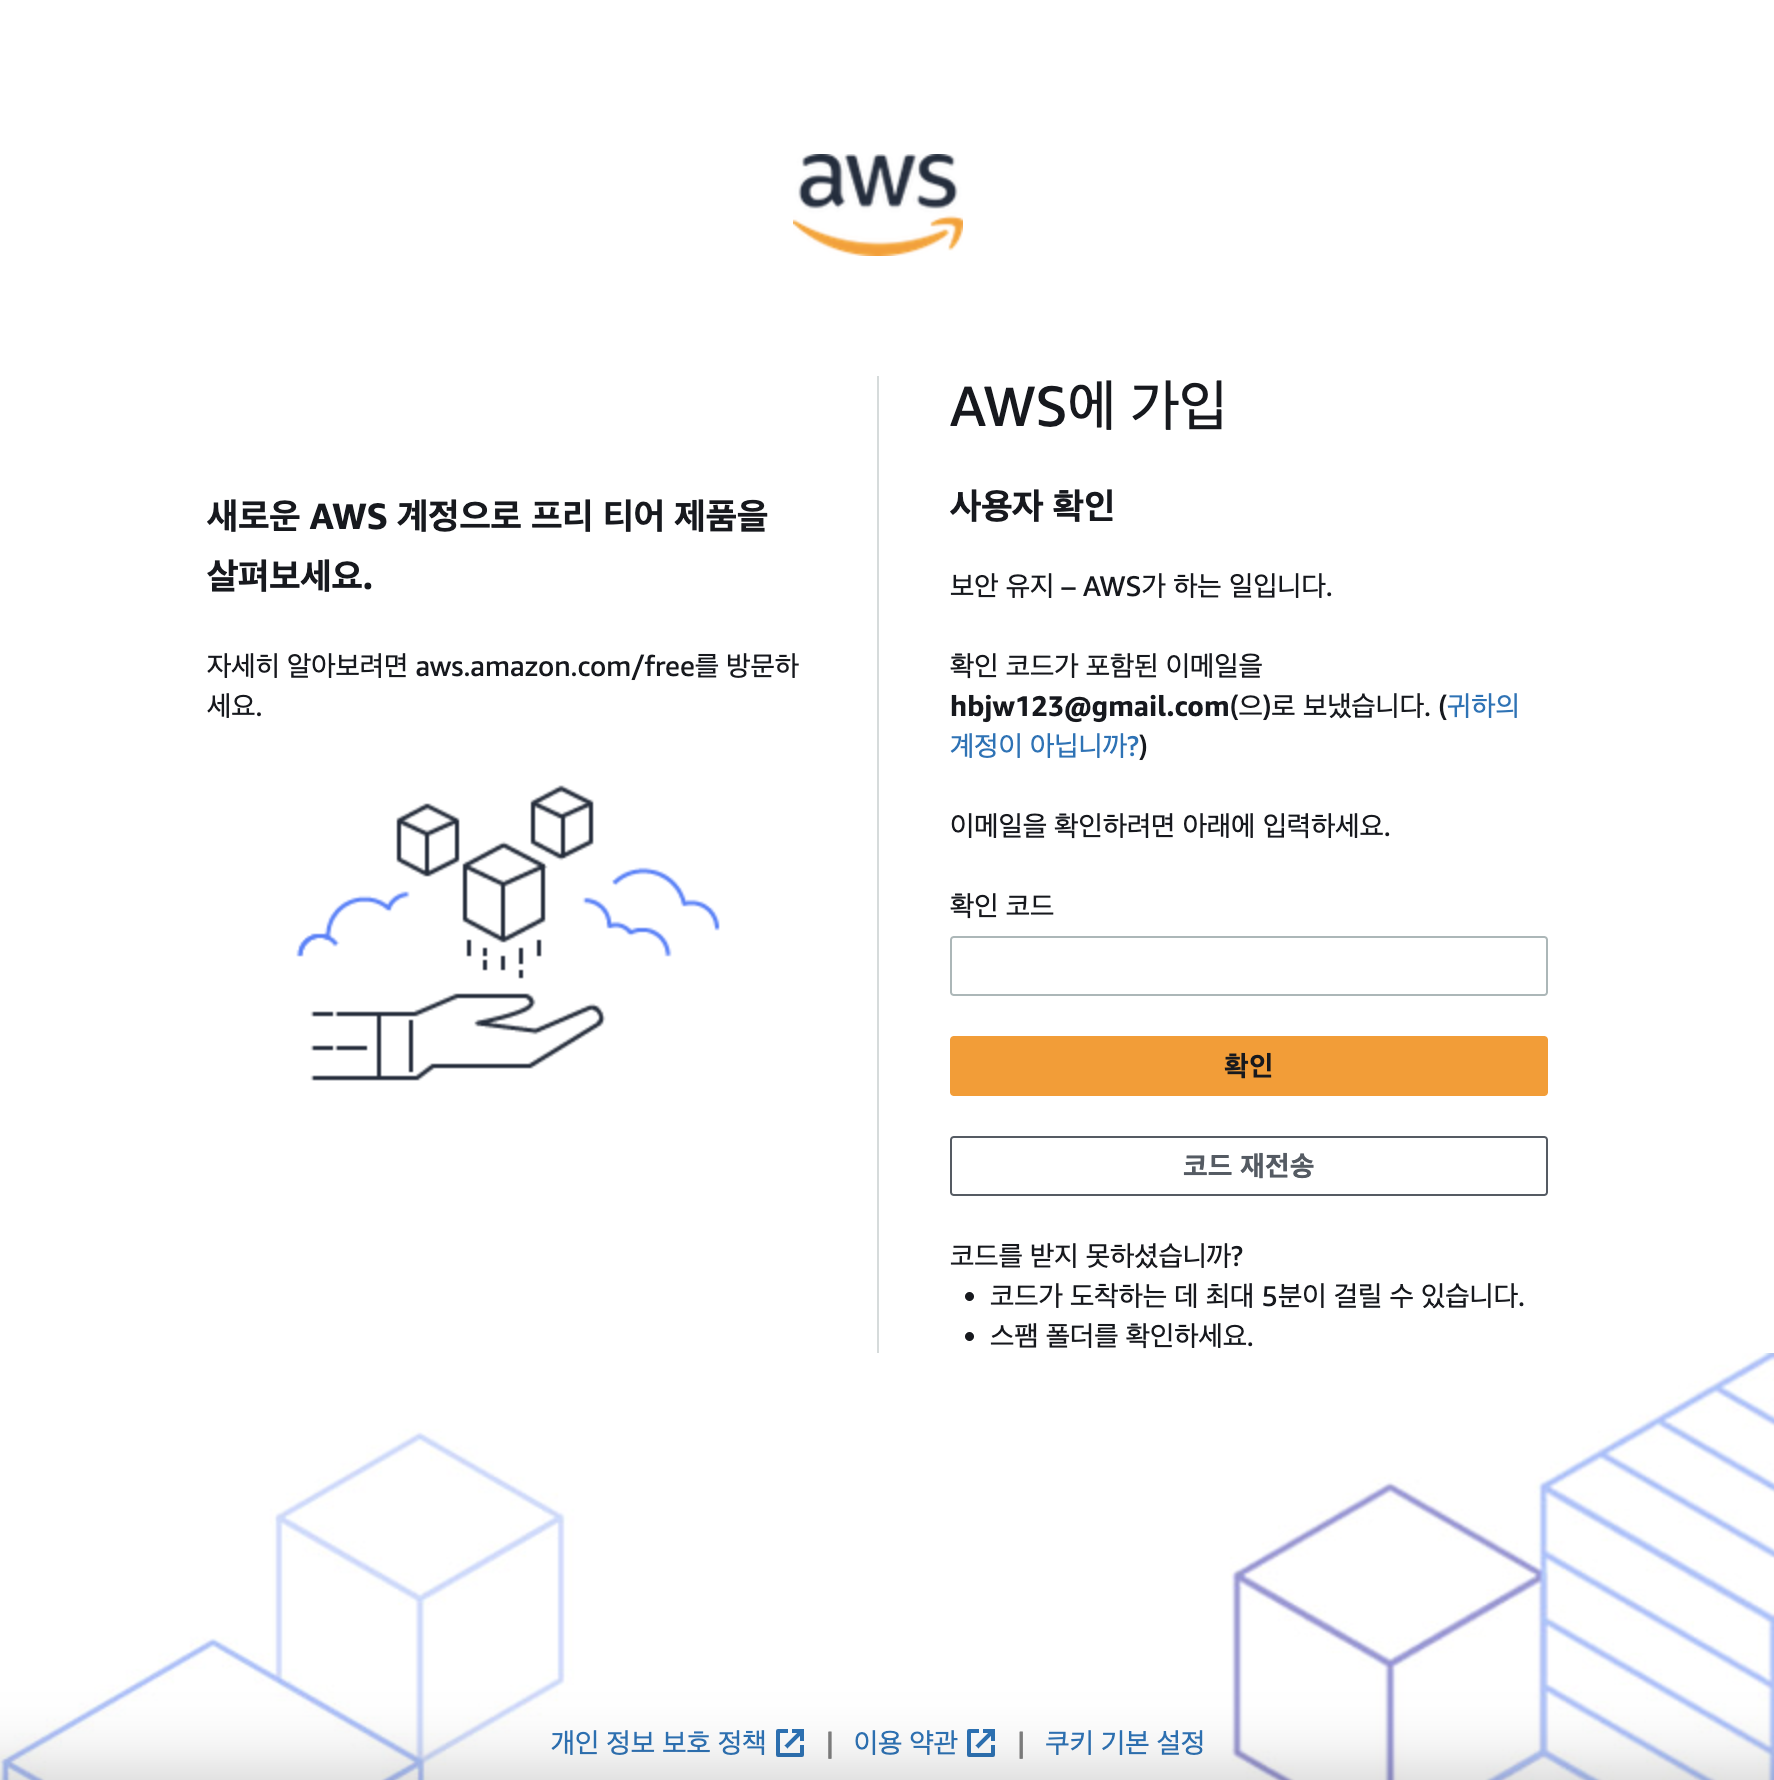 aws
새로운 AWS 계정으로 프리 티어 제품을
살펴보세요.
자세히 알아보려면 aws.amazon.com/free를 방문하
세요.
AWS에 가입
사용자 확인
보안 유지 – AWS가 하는 일입니다.
확인 코드가 포함된 이메일을
hbjw123@gmail.com(으)로 보냈습니다. (귀하의
계정이 아닙니까?)
이메일을 확인하려면 아래에 입력하세요.
확인 코드
확인
코드 재전송
코드를 받지 못하셨습니까?
• 코드가 도착하는 데 최대 5분이 걸릴 수 있습니다.
• 스팸 폴더를 확인하세요.
개인 정보 보호 정책 | 이용 약관 | 쿠키 기본 설정